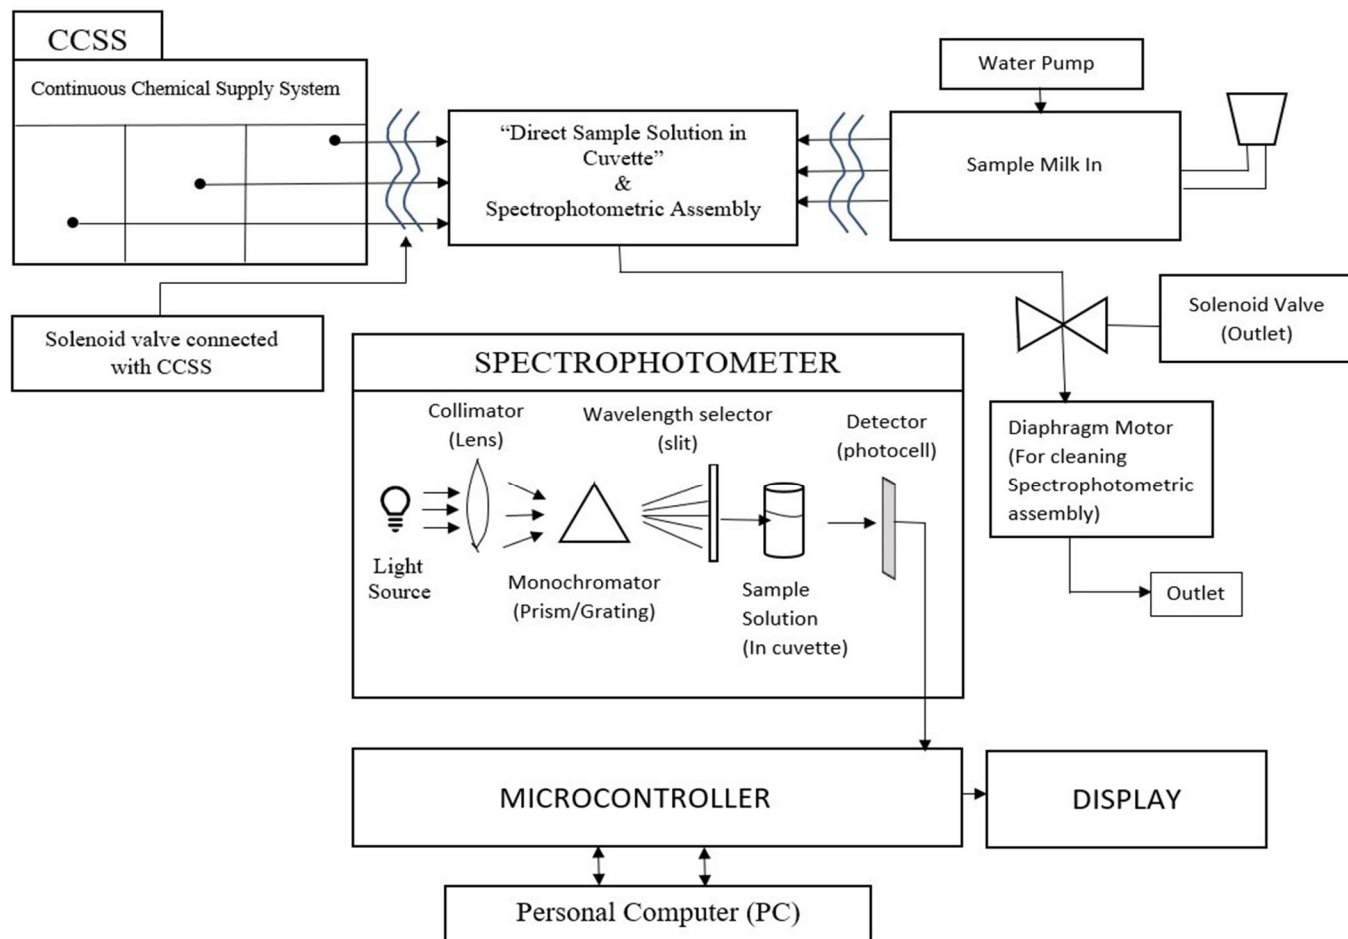 CCSS
Continuous Chemical Supply System
“Direct Sample Solution in
Cuvette”
&
Spectrophotometric Assembly
Water Pump
Sample Milk In
Solenoid valve connected
with CCSS
Solenoid Valve
(Outlet)
Diaphragm Motor
(For cleaning
Spectrophotometric
assembly)
Outlet
SPECTROPHOTOMETER
Collimator
(Lens)
Wavelength selector
(slit)
Detector
(photocell)
Light
Source
Monochromator
(Prism/Grating)
Sample
Solution
(In cuvette)
MICROCONTROLLER
DISPLAY
Personal Computer (PC)